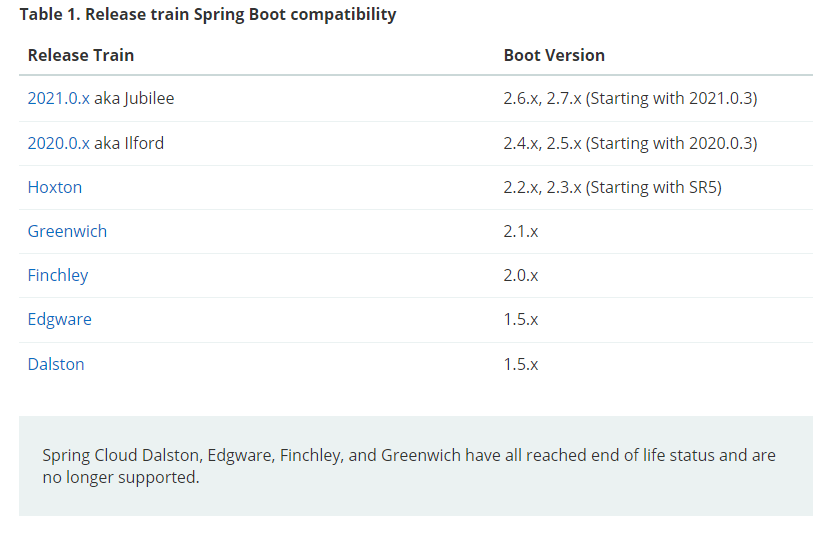 Table 1. Release train Spring Boot compatibility
Release Train Boot Version
2021.0.x aka Jubilee 2.6.x, 2.7.x (Starting with 2021.0.3)
2020.0.x aka Ilford 2.4.x, 2.5.x (Starting with 2020.0.3)
Hoxton 2.2.x, 2.3.x (Starting with SR5)
Greenwich 2.1.x
Finchley 2.0.x
Edgware 1.5.x
Dalston 1.5.x
Spring Cloud Dalston, Edgware, Finchley, and Greenwich have all reached end of life status and are
no longer supported.